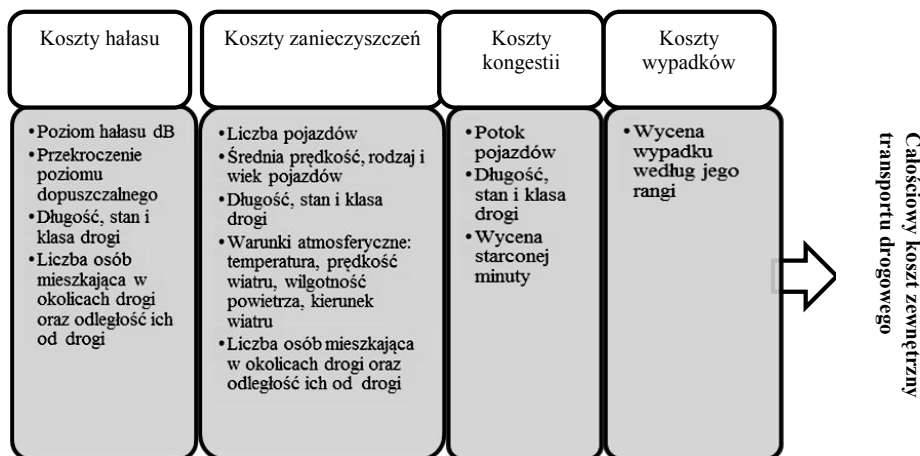 Koszty hałasu
• Poziom hałasu dB
• Przekroczenie
poziomu
dopuszczalnego
• Długość, stan i
klasa drogi
• Liczba osób
mieszkająca w
okolicach drogi
oraz odległość ich
od drogi
Koszty zanieczyszczeń
• Liczba pojazdów
• Średnia prędkość, rodzaj i
wiek pojazdów
• Długość, stan i klasa
drogi
• Warunki atmosferyczne:
temperatura, prędkość
wiatru, wilgotność
powietrza, kierunek
wiatru
• Liczba osób mieszkająca
w okolicach drogi oraz
odległość ich od drogi
Koszty
kongestii
• Potok
pojazdów
• Długość,
stan i klasa
drogi
• Wycena
starconej
minuty
Koszty
wypadków
• Wycena
wypadku
według jego
rangi
Całościowy koszt zewnętrzny
transportu drogowego